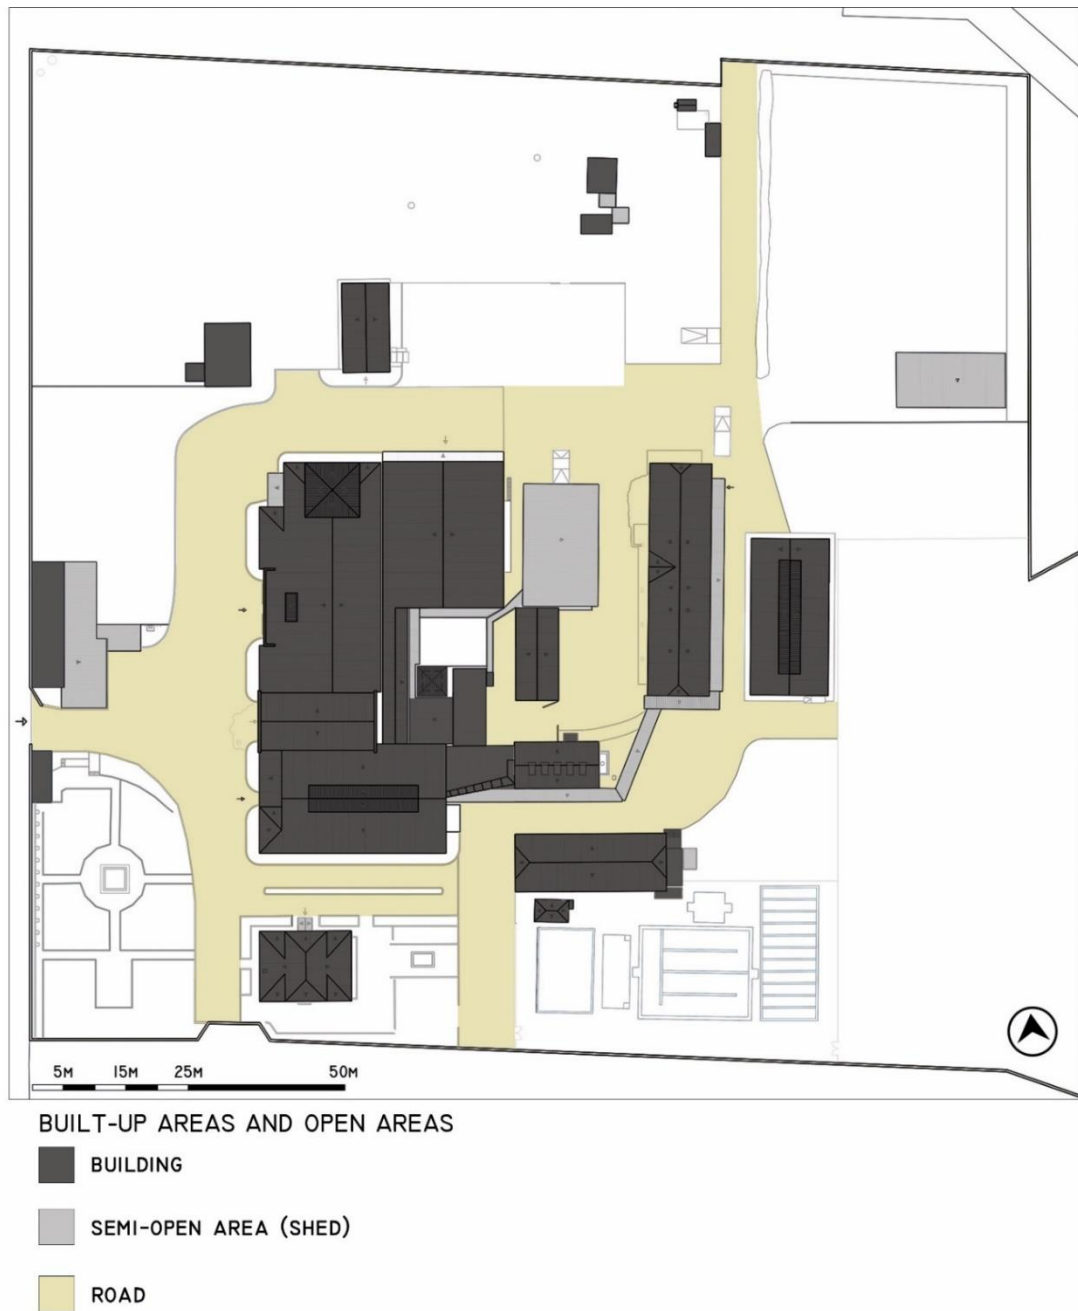 5M 15M 25M 50M
BUILT-UP AREAS AND OPEN AREAS
BUILDING
SEMI-OPEN AREA (SHED)
ROAD